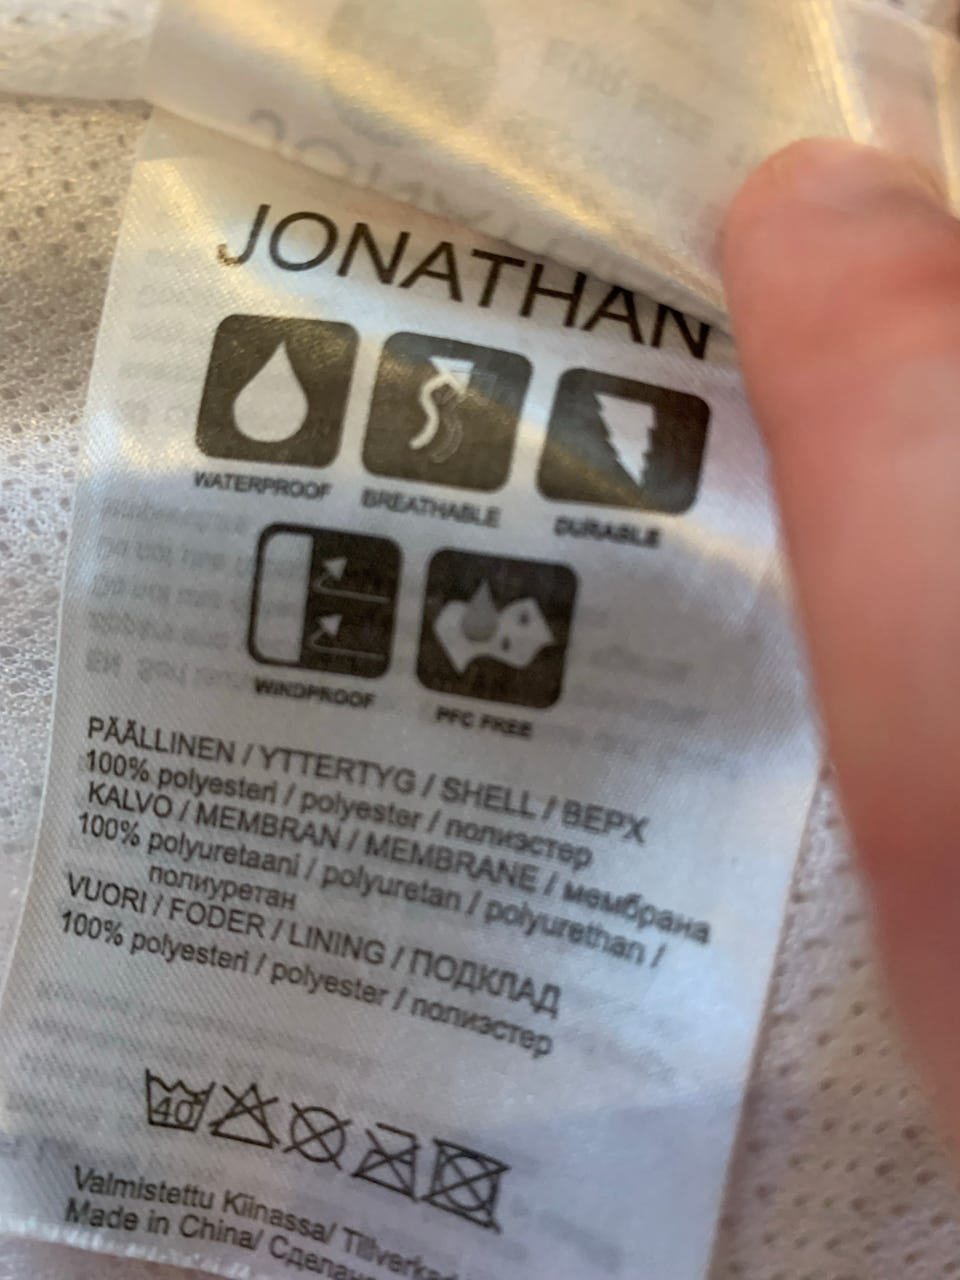 JONATHAN
WATERPROOF
BREATHABLE
DURABLE
WINDPROOF
PFC FREE
PÄÄLLINEN / YTTERTYG / SHELL / ВЕРХ
100% polyesteri / polyester / полиэстер
KALVO / MEMBRAN / MEMBRANE / мембрана
100% polyuretaani / polyuretan / polyurethan /
полиуретан
VUORI / FODER / LINING / ПОДКЛАД
100% polyesteri / polyester / полиэстер
40
Valmistettu Kiinassa/
Made in China/